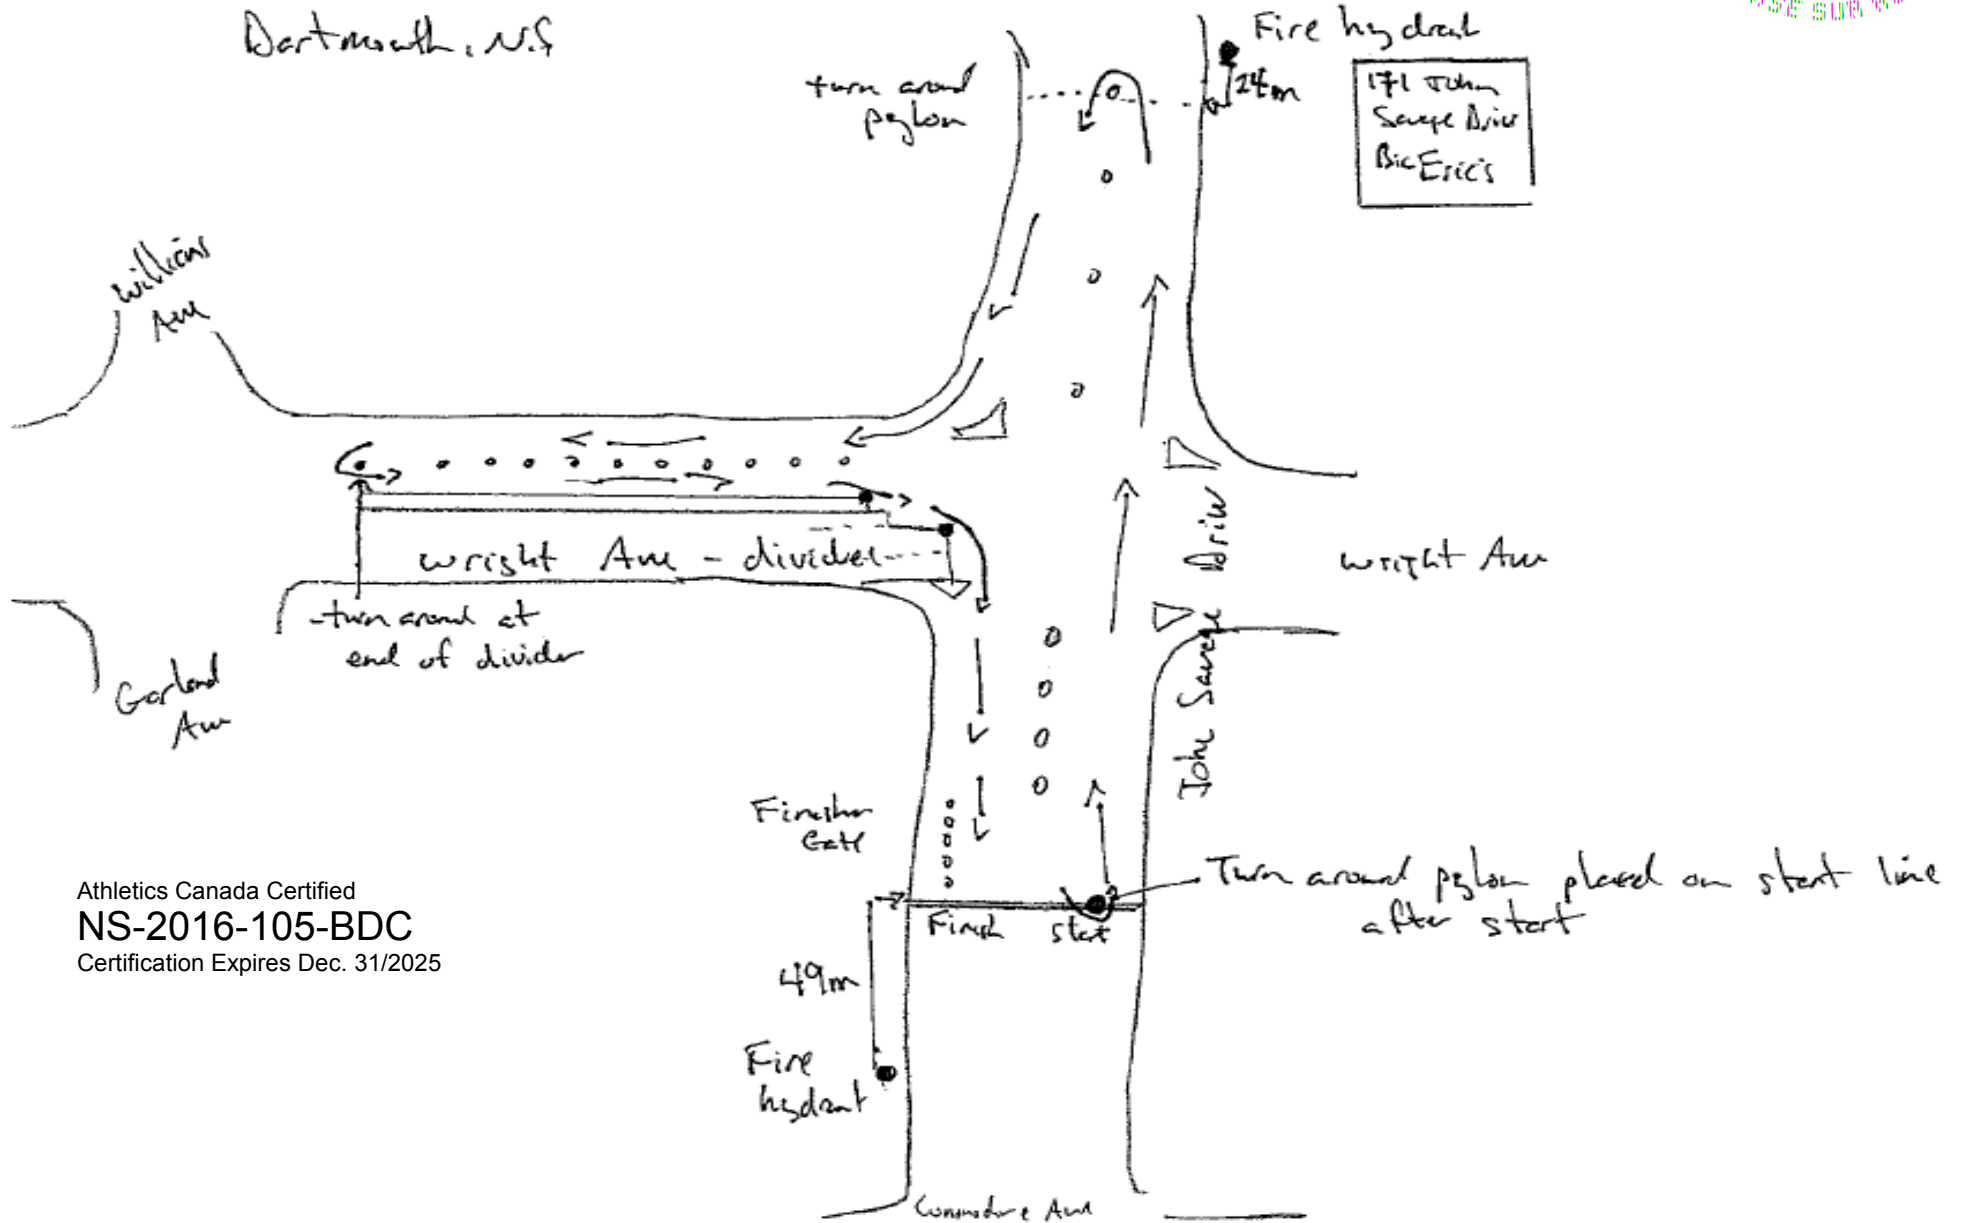 Dartmouth, N.S
Fire hydrant
24m
171 John
Savage Drive
Big Eric's
turn around
pylon
Williams
Ave
wright Ave - divider
wright Ave
John Savage Drive
-turn around at
end of divider
Garland
Ave
Finisher
Gate
Turn around pylon placed on start line
after start
Finish
start
Athletics Canada Certified
NS-2016-105-BDC
Certification Expires Dec. 31/2025
49m
Fire
hydrant
Commodore Ave